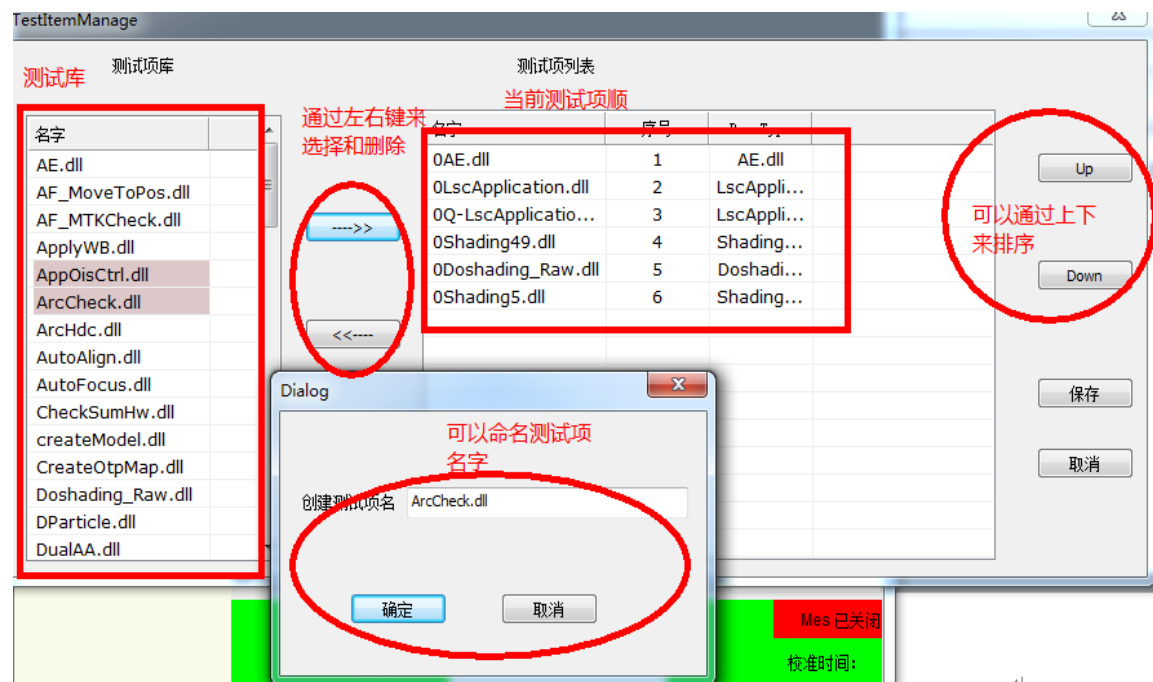 TestItemManage
测试库
测试项库
测试项列表
当前测试项顺
通过左右键来
选择和删除
名字
AE.dll
AF_MoveToPos.dll
AF_MTKCheck.dll
ApplyWB.dll
AppOisCtrl.dll
ArcCheck.dll
ArcHdc.dll
AutoAlign.dll
AutoFocus.dll
CheckSumHw.dll
createModel.dll
CreateOtpMap.dll
Doshading_Raw.dll
DParticle.dll
DualAA.dll
---->>
<<----
名字 序号
0AE.dll 1 AE.dll
0LscApplication.dll 2 LscAppli...
0Q-LscApplicatio... 3 LscAppli...
0Shading49.dll 4 Shading...
0Doshading_Raw.dll 5 Doshadi...
0Shading5.dll 6 Shading...
Up
可以通过上下
来排序
Down
保存
取消
Dialog
可以命名测试项
名字
创建测试项名 ArcCheck.dll
确定 取消
Mes 已关闭
校准时间: